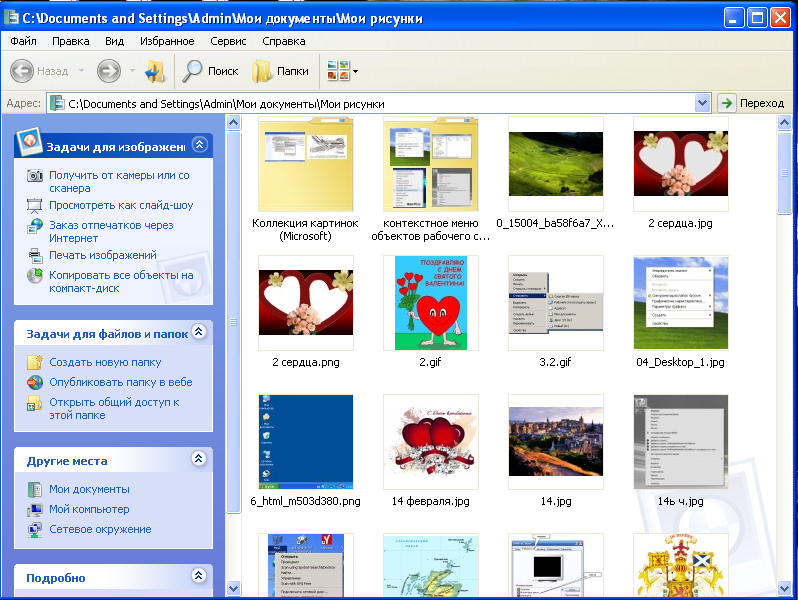 C:\Documents and Settings\Admin\Мои документы\Мои рисунки
Файл Правка Вид Избранное Сервис Справка
Назад Поиск Папки
Адрес: C:\Documents and Settings\Admin\Мои документы\Мои рисунки Переход
Задачи для изображени
Получить от камеры или со
сканера
Просмотреть как слайд-шоу
Заказ отпечатков через
Интернет
Печать изображений
Копировать все объекты на
компакт-диск
Задачи для файлов и папок
Создать новую папку
Опубликовать папку в вебе
Открыть общий доступ к
этой папке
Другие места
Мои документы
Мой компьютер
Сетевое окружение
Подробно
Коллекция картинок
(Microsoft)
контекстное меню
объектов рабочего с...
0_15004_ba58f6a7_X...
2 сердца.jpg
ПОЗДРАВЛЯЮ
С ДНЕМ
СВЯТОГО
ВАЛЕНТИНА!
2 сердца.png
2.gif
3.2.gif
04_Desktop_1.jpg
6_html_m503d380.png
14 февраля.jpg
14.jpg
14ь ч.jpg